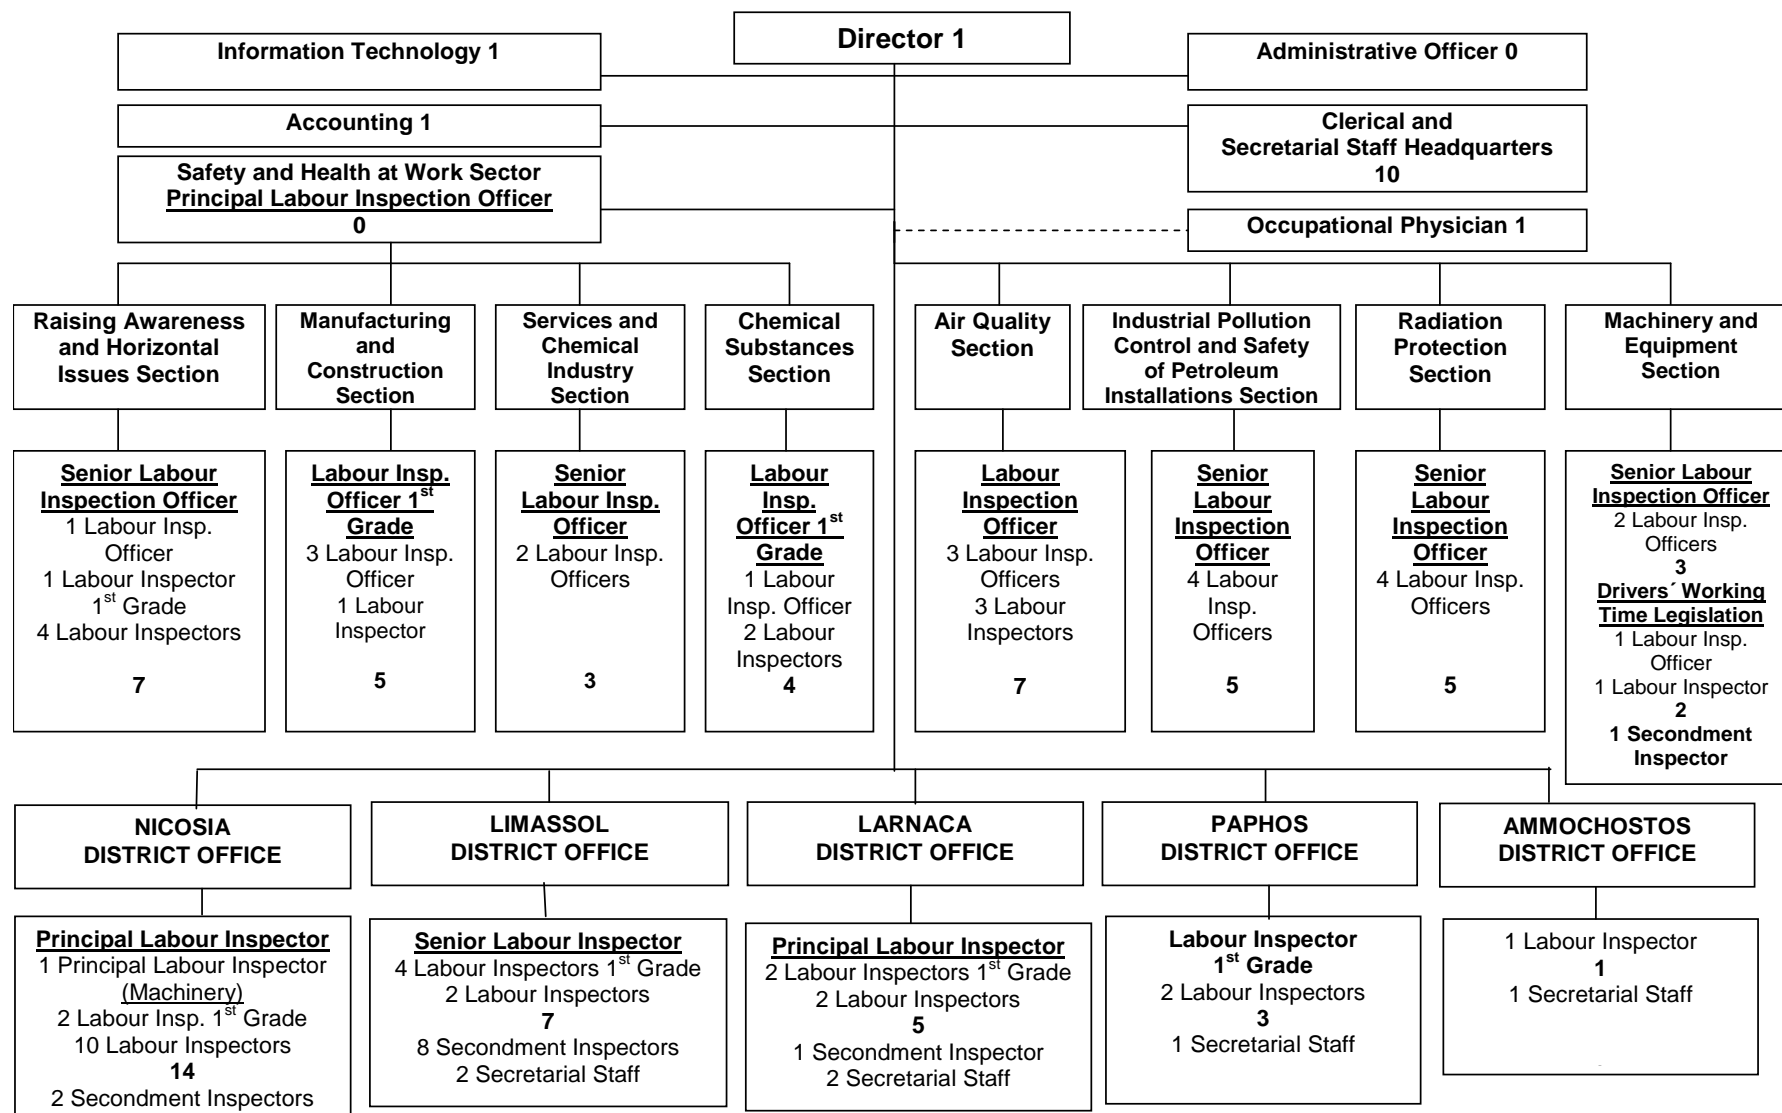 Director 1
Information Technology 1
Administrative Officer 0
Accounting 1
Clerical and
Secretarial Staff Headquarters
10
Safety and Health at Work Sector
Principal Labour Inspection Officer
0
Occupational Physician 1
Raising Awareness
and Horizontal
Issues Section
Manufacturing
and
Construction
Section
Services and
Chemical
Industry
Section
Chemical
Substances
Section
Air Quality
Section
Industrial Pollution
Control and Safety
of Petroleum
Installations Section
Radiation
Protection
Section
Machinery and
Equipment
Section
Senior Labour
Inspection Officer
1 Labour Insp.
Officer
1 Labour Inspector
1st Grade
4 Labour Inspectors
7
Labour Insp.
Officer 1st
Grade
3 Labour Insp.
Officer
1 Labour
Inspector
5
Senior
Labour Insp.
Officer
2 Labour Insp.
Officers
3
Labour
Insp.
Officer 1st
Grade
1 Labour
Insp. Officer
2 Labour
Inspectors
4
Labour
Inspection
Officer
3 Labour Insp.
Officers
3 Labour
Inspectors
7
Senior
Labour
Inspection
Officer
4 Labour
Insp.
Officers
5
Senior
Labour
Inspection
Officer
4 Labour Insp.
Officers
5
Senior Labour
Inspection Officer
2 Labour Insp.
Officers
3
Drivers´ Working
Time Legislation
1 Labour Insp.
Officer
1 Labour Inspector
2
1 Secondment
Inspector
NICOSIA
DISTRICT OFFICE
LIMASSOL
DISTRICT OFFICE
LARNACA
DISTRICT OFFICE
PAPHOS
DISTRICT OFFICE
AMMOCHOSTOS
DISTRICT OFFICE
Principal Labour Inspector
1 Principal Labour Inspector
(Machinery)
2 Labour Insp. 1st Grade
10 Labour Inspectors
14
2 Secondment Inspectors
Senior Labour Inspector
4 Labour Inspectors 1st Grade
2 Labour Inspectors
7
8 Secondment Inspectors
2 Secretarial Staff
Principal Labour Inspector
2 Labour Inspectors 1st Grade
2 Labour Inspectors
5
1 Secondment Inspector
2 Secretarial Staff
Labour Inspector
1st Grade
2 Labour Inspectors
3
1 Secretarial Staff
1 Labour Inspector
1
1 Secretarial Staff